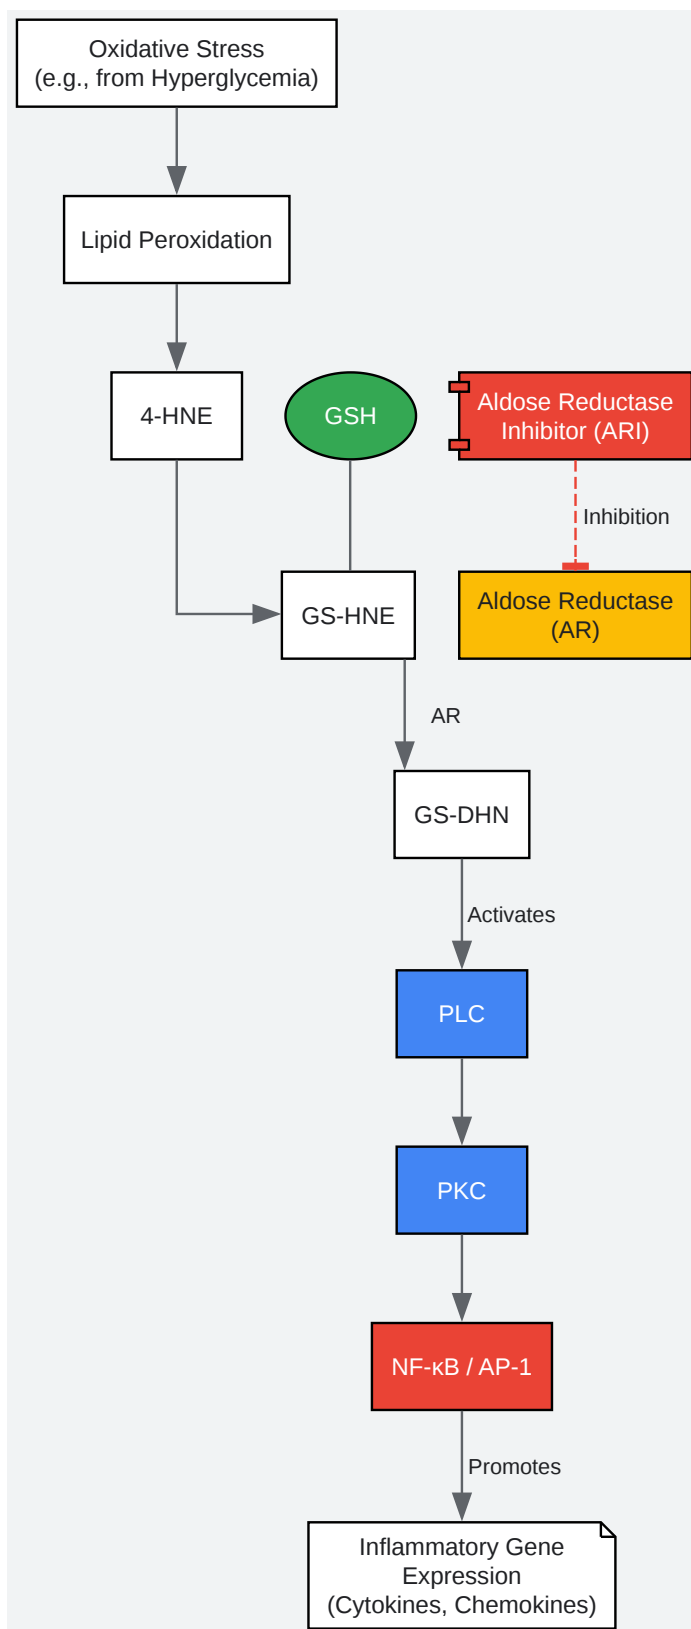 Oxidative Stress
(e.g., from Hyperglycemia)
Lipid Peroxidation
4-HNE
GSH
Aldose Reductase
Inhibitor (ARI)
Inhibition
GS-HNE
Aldose Reductase
(AR)
AR
GS-DHN
Activates
PLC
PKC
NF-κB / AP-1
Promotes
Inflammatory Gene
Expression
(Cytokines, Chemokines)